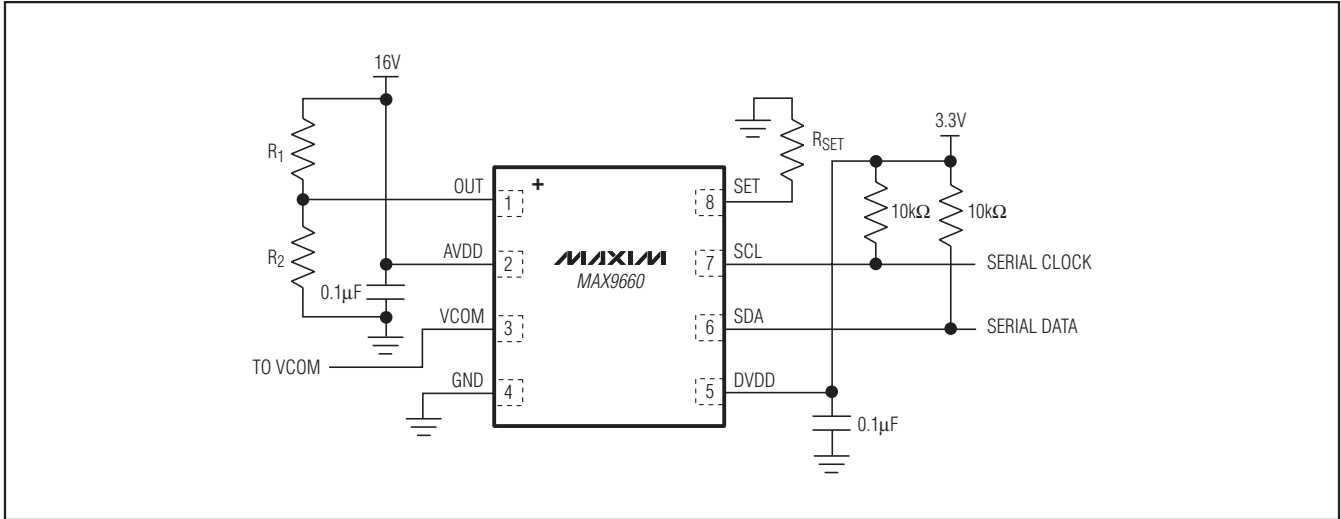 16V
R1
R2
0.1µF
TO VCOM
OUT
AVDD
VCOM
GND
1
2
3
4
+
MAXIM
MAX9660
8
7
6
5
SET
SCL
SDA
DVDD
RSET
3.3V
10kΩ
10kΩ
SERIAL CLOCK
SERIAL DATA
0.1µF